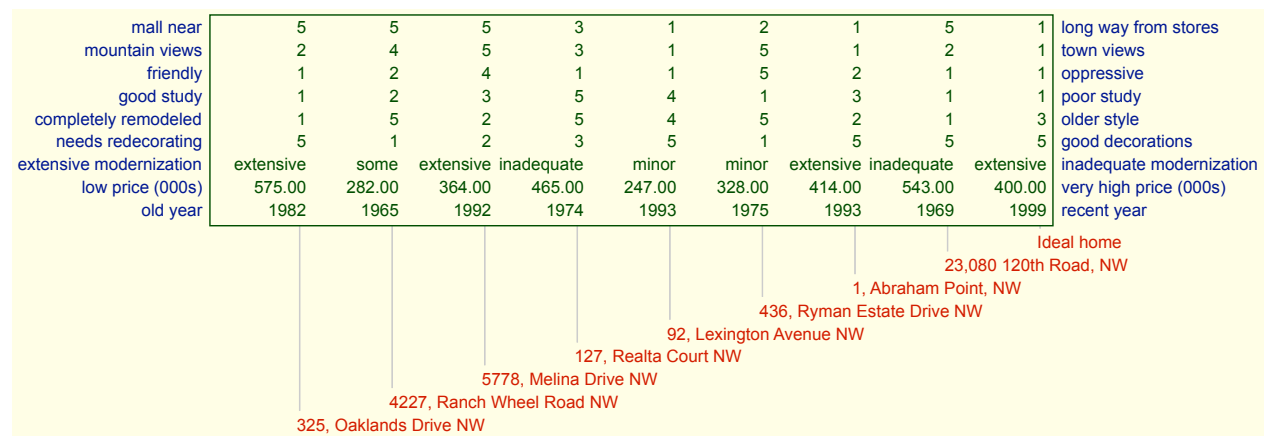 mall near 5 5 5 3 1 2 1 5 1 long way from stores
mountain views 2 4 5 3 1 5 1 2 1 town views
friendly 1 2 4 1 1 5 2 1 1 oppressive
good study 1 2 3 5 4 1 3 1 1 poor study
completely remodeled 1 5 2 5 4 5 2 1 3 older style
needs redecorating 5 1 2 3 5 1 5 5 5 good decorations
extensive modernization extensive some extensive inadequate minor minor extensive inadequate extensive inadequate modernization
low price (000s) 575.00 282.00 364.00 465.00 247.00 328.00 414.00 543.00 400.00 very high price (000s)
old year 1982 1965 1992 1974 1993 1975 1993 1969 1999 recent year
Ideal home
23,080 120th Road, NW
1, Abraham Point, NW
436, Ryman Estate Drive NW
92, Lexington Avenue NW
127, Realta Court NW
5778, Melina Drive NW
4227, Ranch Wheel Road NW
325, Oaklands Drive NW